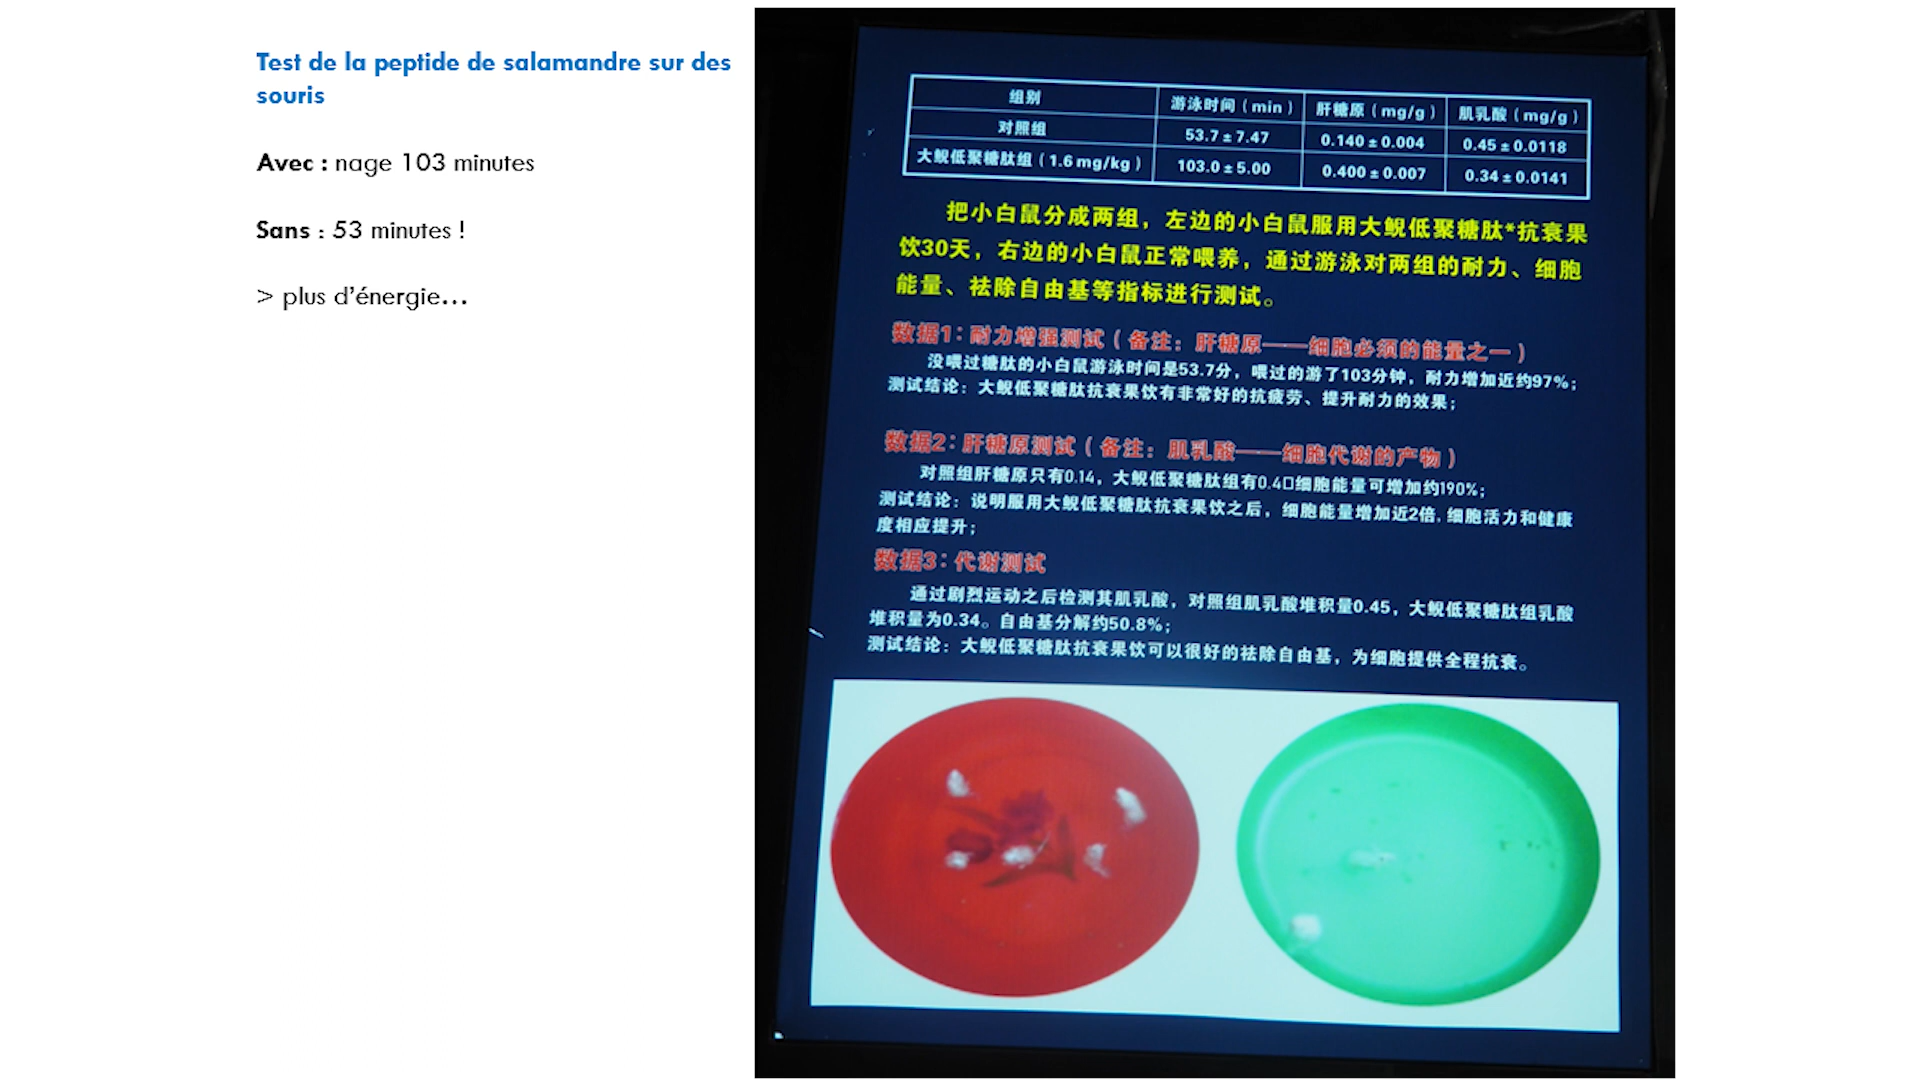 Test de la peptide de salamandre sur des
souris
Avec : nage 103 minutes
Sans : 53 minutes !
> plus d’énergie...
组别 游泳时间（min） 肝糖原（mg/g） 肌乳酸（mg/g）
对照组 53.7±7.47 0.140±0.004 0.45±0.0118
大鲵低聚糖肽组（1.6mg/kg） 103.0±5.00 0.400±0.007 0.34±0.0141
把小白鼠分成两组，左边的小白鼠服用大鲵低聚糖肽*抗衰果
饮30天，右边的小白鼠正常喂养，通过游泳对两组的耐力、细胞
能量、祛除自由基等指标进行测试。
数据1：耐力增强测试（备注：肝糖原——细胞必须的能量之一）
没喂过糖肽的小白鼠游泳时间是53.7分，喂过的游了103分钟，耐力增加近约97%；
测试结论：大鲵低聚糖肽抗衰果饮有非常好的抗疲劳、提升耐力的效果；
数据2：肝糖原测试（备注：肌乳酸——细胞代谢的产物）
对照组肝糖原只有0.14，大鲵低聚糖肽组有0.4□细胞能量可增加约190%；
测试结论：说明服用大鲵低聚糖肽抗衰果饮之后，细胞能量增加近2倍，细胞活力和健康
度相应提升；
数据3：代谢测试
通过剧烈运动之后检测其肌乳酸，对照组肌乳酸堆积量0.45，大鲵低聚糖肽组乳酸
堆积量为0.34。自由基分解约50.8%；
测试结论：大鲵低聚糖肽抗衰果饮可以很好的祛除自由基，为细胞提供全程抗衰。